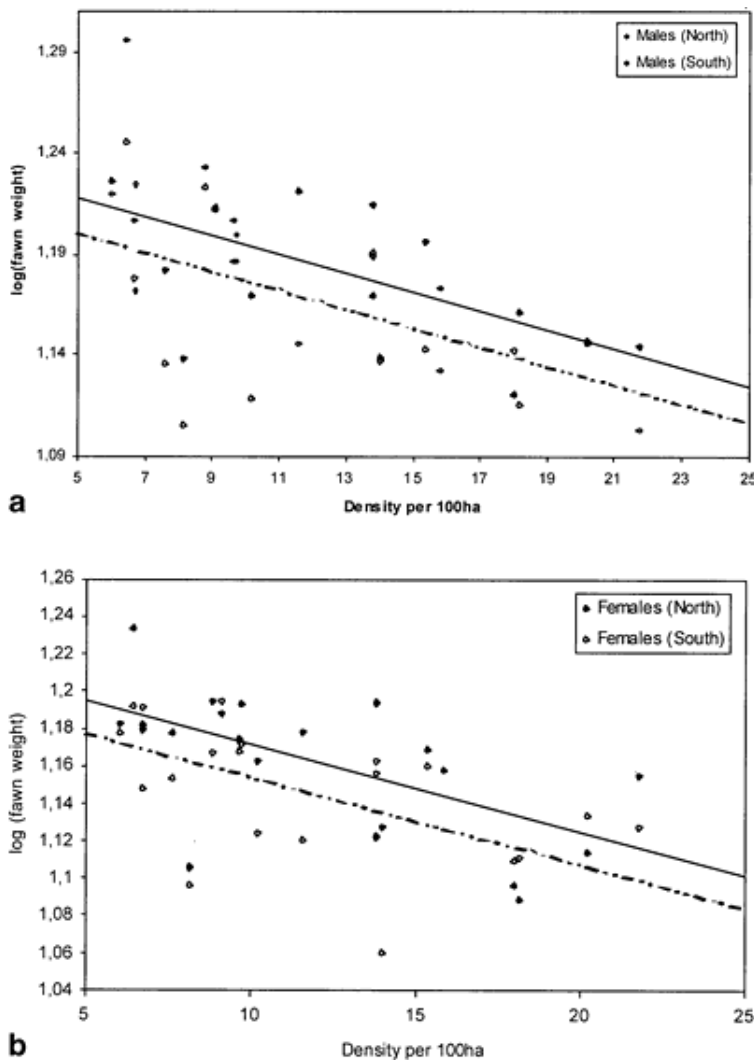 1,29
1,24
1,19
1,14
1,09
log(fawn weight)
Males (North)
Males (South)
5 7 9 11 13 15 17 19 21 23 25
Density per 100ha
a
1,26
1,24
1,22
1,2
1,18
1,16
1,14
1,12
1,1
1,08
1,06
1,04
log (fawn weight)
Females (North)
Females (South)
5 10 15 20 25
Density per 100ha
b